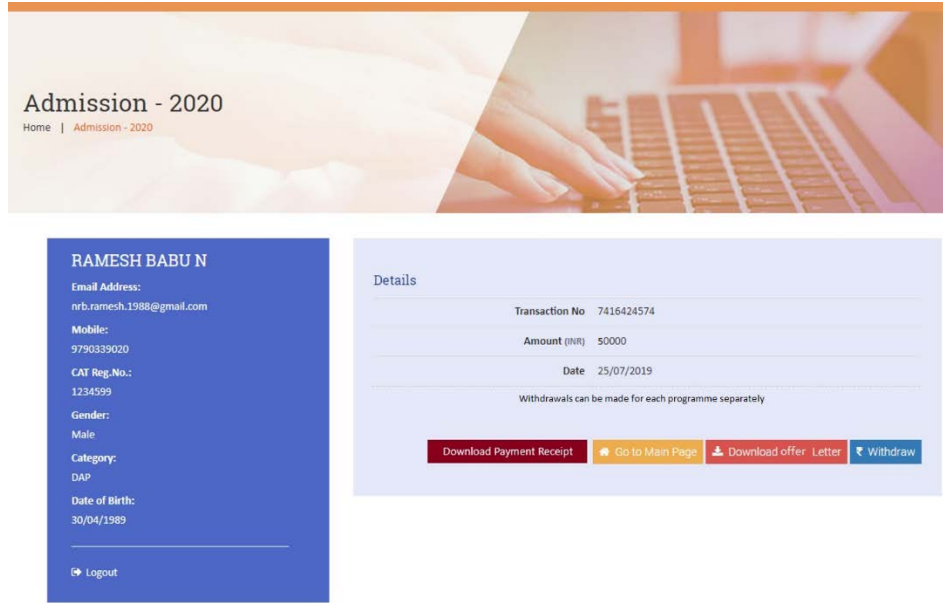 Admission - 2020
Home | Admission - 2020
RAMESH BABU N
Email Address:
nrb.ramesh.1988@gmail.com
Mobile:
9790339020
CAT Reg.No.:
1234599
Gender:
Male
Category:
DAP
Date of Birth:
30/04/1989
Logout
Details
Transaction No 7416424574
Amount (INR) 50000
Date 25/07/2019
Withdrawals can be made for each programme separately
Download Payment Receipt Go to Main Page Download offer Letter ₹ Withdraw